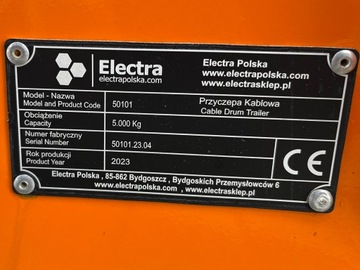 Electra
electrapolska.com
Electra Polska
www.electrapolska.com
www.electrasklep.pl
Model - Nazwa
Model and Product Code
50101
Przyczepa Kablowa
Cable Drum Trailer
Obciążenie
Capacity
5.000 Kg
Numer fabryczny
Serial Number
50101.23.04
Rok produkcji
Product Year
2023
CE
Electra Polska , 85-862 Bydgoszcz , Bydgoskich Przemysłowców 6
www.electrapolska.com , www.electrasklep.pl